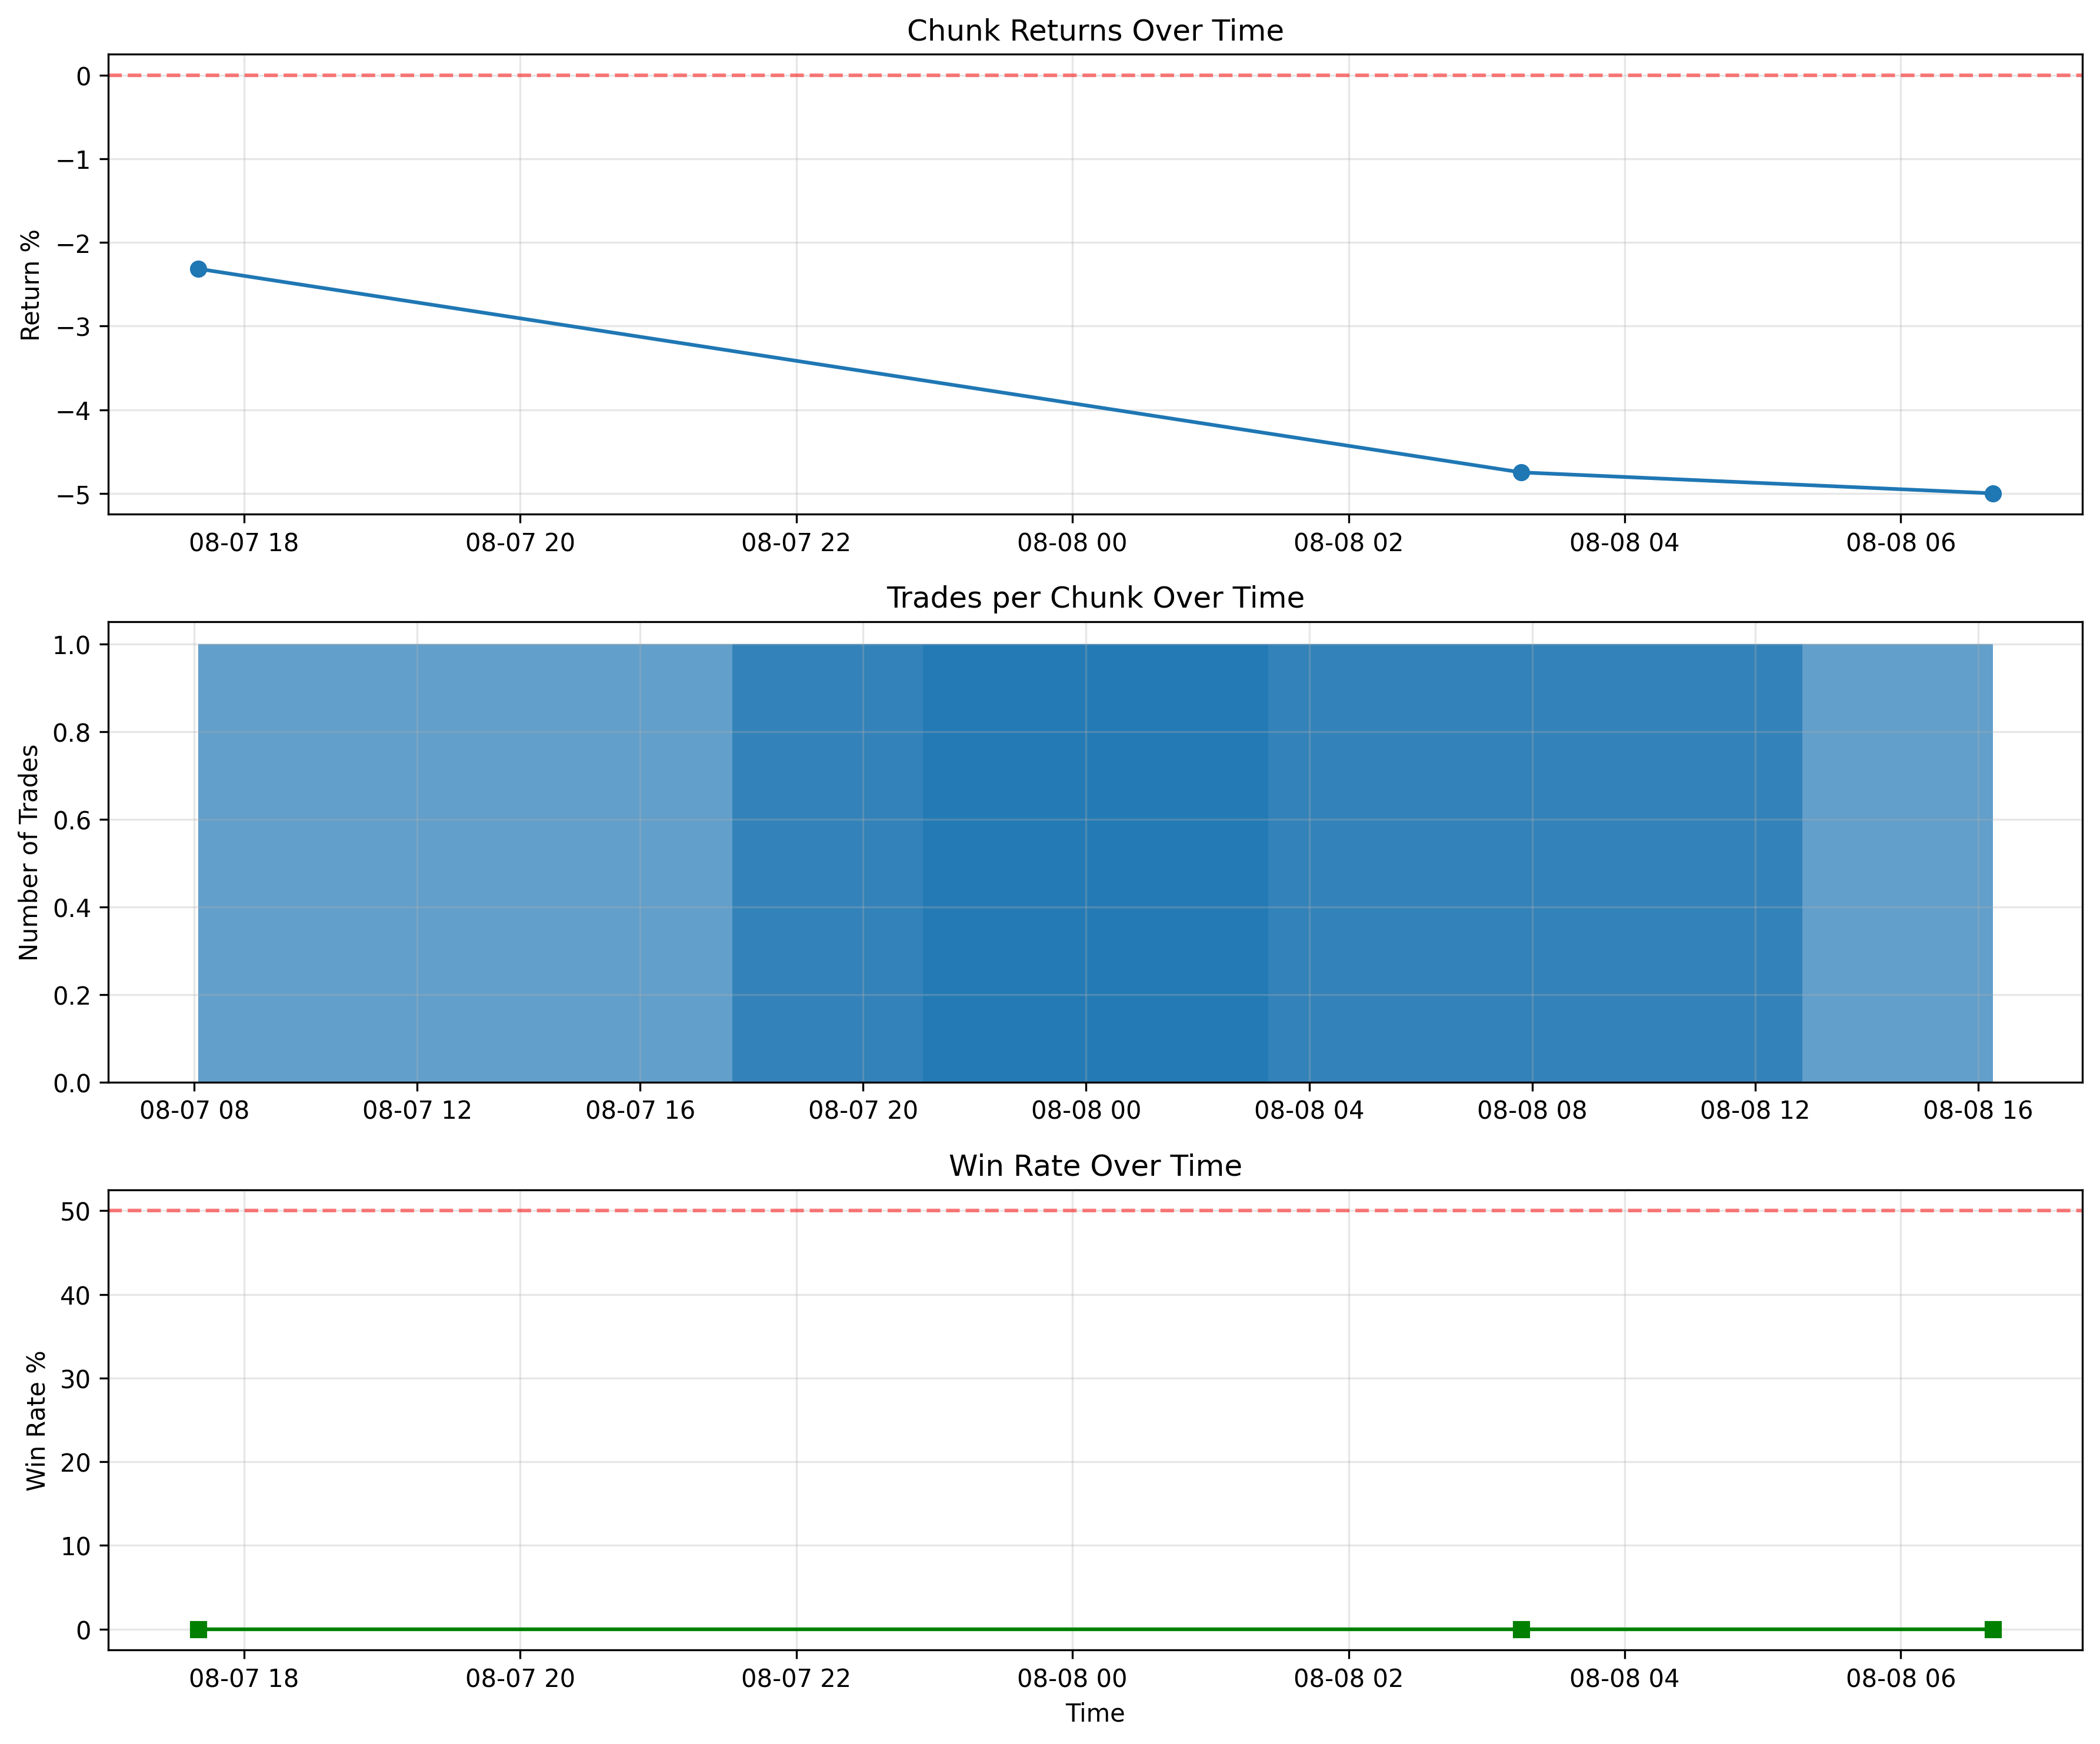 Chunk Returns Over Time
Return %
0
−1
−2
−3
−4
−5
08-07 18 08-07 20 08-07 22 08-08 00 08-08 02 08-08 04 08-08 06
Trades per Chunk Over Time
Number of Trades
1.0
0.8
0.6
0.4
0.2
0.0
08-07 08 08-07 12 08-07 16 08-07 20 08-08 00 08-08 04 08-08 08 08-08 12 08-08 16
Win Rate Over Time
Win Rate %
50
40
30
20
10
0
08-07 18 08-07 20 08-07 22 08-08 00 08-08 02 08-08 04 08-08 06
Time